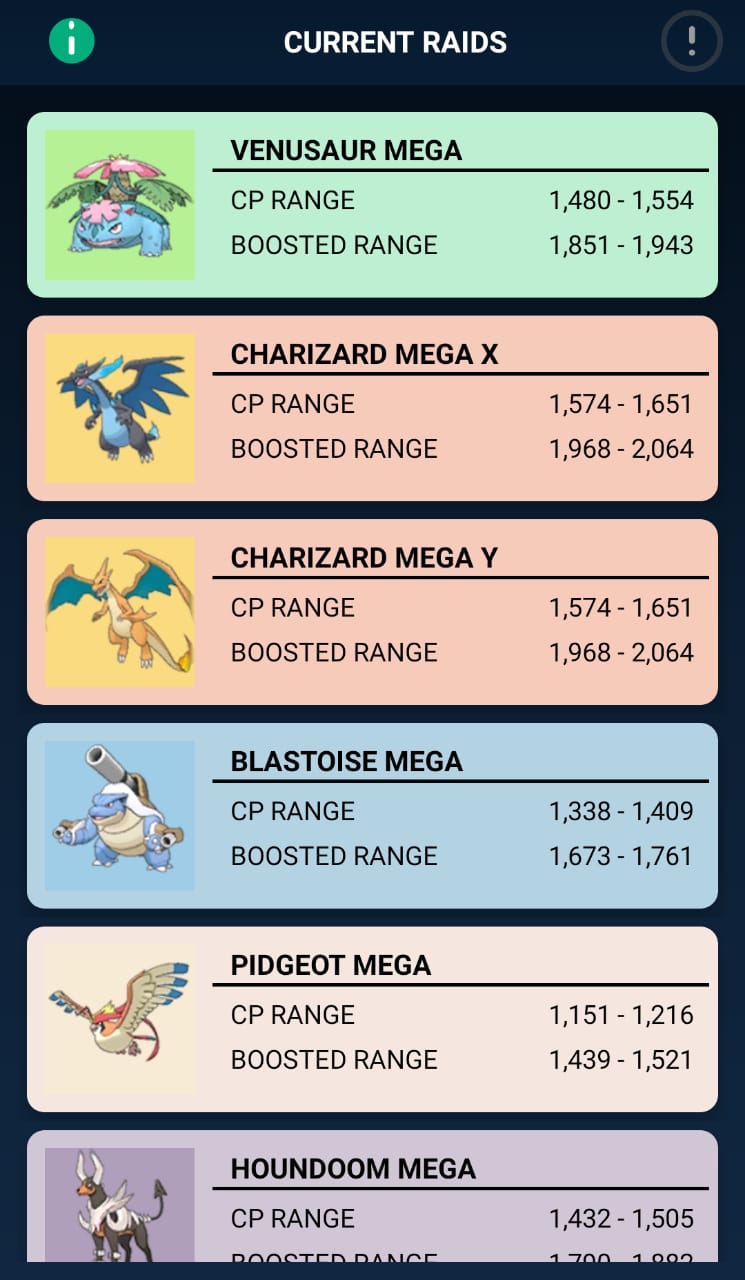 CURRENT RAIDS
VENUSAUR MEGA
CP RANGE 1,480 - 1,554
BOOSTED RANGE 1,851 - 1,943
CHARIZARD MEGA X
CP RANGE 1,574 - 1,651
BOOSTED RANGE 1,968 - 2,064
CHARIZARD MEGA Y
CP RANGE 1,574 - 1,651
BOOSTED RANGE 1,968 - 2,064
BLASTOISE MEGA
CP RANGE 1,338 - 1,409
BOOSTED RANGE 1,673 - 1,761
PIDGEOT MEGA
CP RANGE 1,151 - 1,216
BOOSTED RANGE 1,439 - 1,521
HOUNDOOM MEGA
CP RANGE 1,432 - 1,505
BOOSTED RANGE